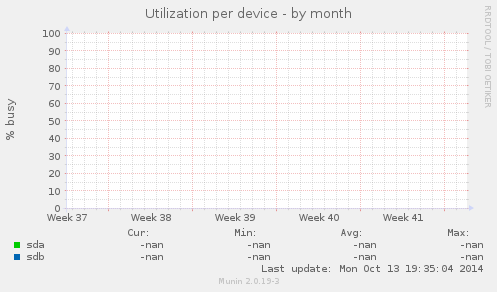 Utilization per device - by month
RRDTOOL / TOBI OETIKER
% busy
100
90
80
70
60
50
40
30
20
10
0
Week 37 Week 38 Week 39 Week 40 Week 41
Cur: Min: Avg: Max:
sda -nan -nan -nan -nan
sdb -nan -nan -nan -nan
Last update: Mon Oct 13 19:35:04 2014
Munin 2.0.19-3